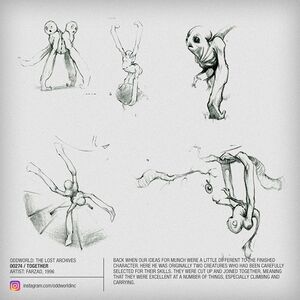 ODDWORLD: THE LOST ARCHIVES
00274 / TOGETHER
ARTIST: FARZAD, 1996
instagram.com/oddworldinc
BACK WHEN OUR IDEAS FOR MUNCH WERE A LITTLE DIFFERENT TO THE FINISHED
CHARACTER. HERE HE WAS ORIGINALLY TWO CREATURES WHO HAD BEEN CAREFULLY
SELECTED FOR THEIR SKILLS. THEY WERE CUT UP AND JOINED TOGETHER, MEANING
THAT THEY WERE EXCELLENT AT A NUMBER OF THINGS, ESPECIALLY CLIMBING AND
CARRYING.